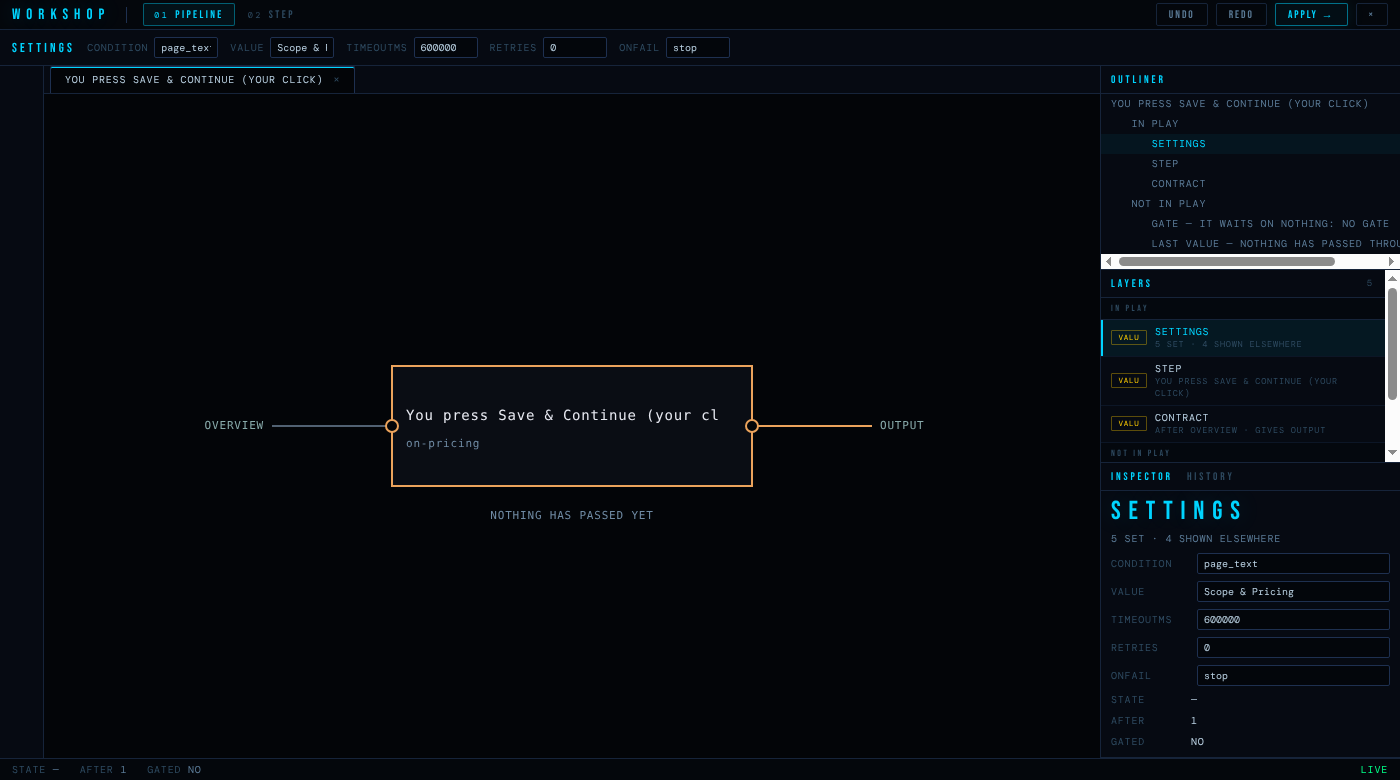 WORKSHOP 01 PIPELINE 02 STEP UNDO REDO APPLY → ×
SETTINGS CONDITION page_tex VALUE Scope & TIMEOUTMS 600000 RETRIES 0 ONFAIL stop
YOU PRESS SAVE & CONTINUE (YOUR CLICK) ×
OVERVIEW
You press Save & Continue (your cl
on-pricing
OUTPUT
NOTHING HAS PASSED YET
OUTLINER
YOU PRESS SAVE & CONTINUE (YOUR CLICK)
IN PLAY
SETTINGS
STEP
CONTRACT
NOT IN PLAY
GATE — IT WAITS ON NOTHING: NO GATE
LAST VALUE — NOTHING HAS PASSED THROU
LAYERS 5
IN PLAY
VALU SETTINGS
5 SET · 4 SHOWN ELSEWHERE
VALU STEP
YOU PRESS SAVE & CONTINUE (YOUR
CLICK)
VALU CONTRACT
AFTER OVERVIEW · GIVES OUTPUT
NOT IN PLAY
INSPECTOR HISTORY
SETTINGS
5 SET · 4 SHOWN ELSEWHERE
CONDITION page_text
VALUE Scope & Pricing
TIMEOUTMS 600000
RETRIES 0
ONFAIL stop
STATE —
AFTER 1
GATED NO
STATE — AFTER 1 GATED NO LIVE